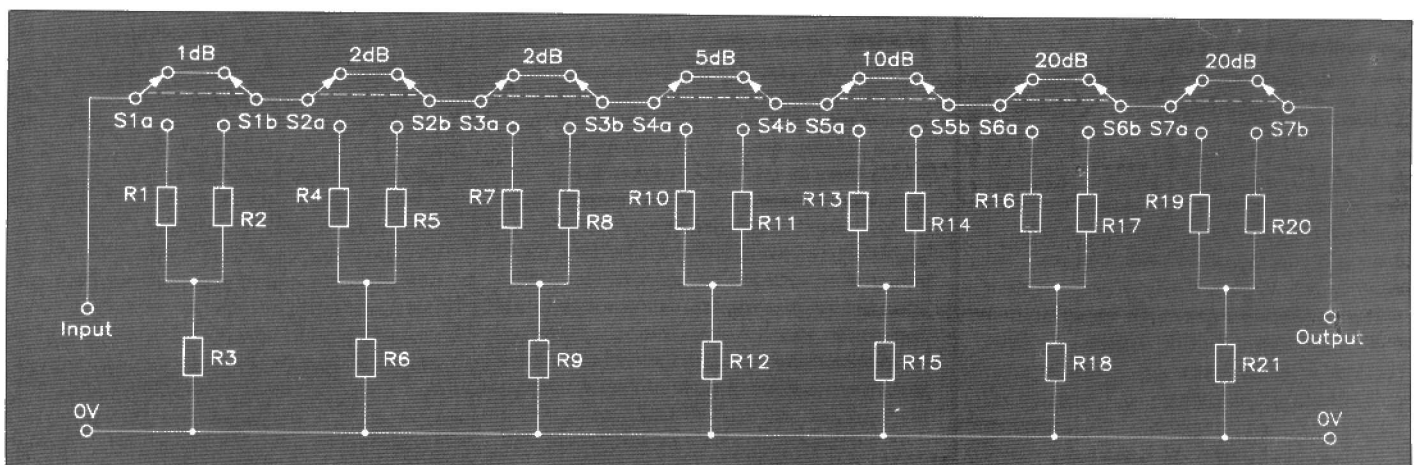 1dB 2dB 2dB 5dB 10dB 20dB 20dB
S1a S1b S2a S2b S3a S3b S4a S4b S5a S5b S6a S6b S7a S7b
R1 R2 R4 R5 R7 R8 R10 R11 R13 R14 R16 R17 R19 R20
Input Output
R3 R6 R9 R12 R15 R18 R21
0V 0V